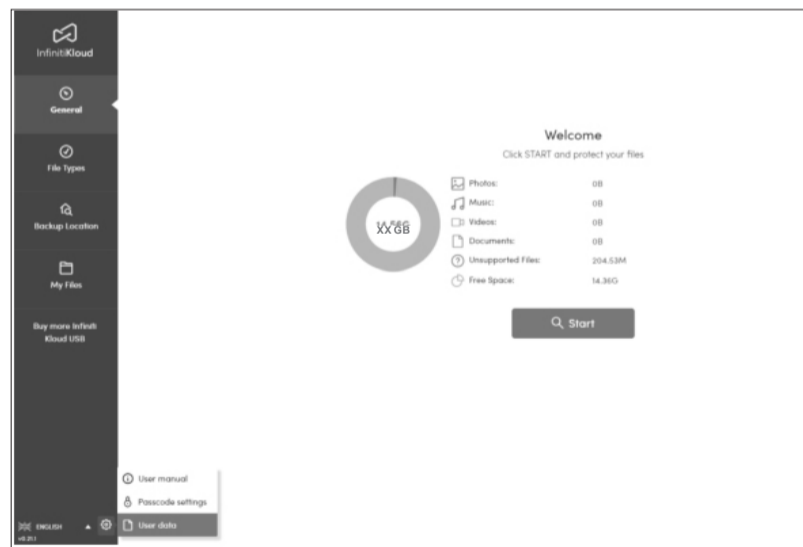 InfinitiKloud
General
File Types
Backup Location
My Files
Buy more Infiniti
Kloud USB
Welcome
Click START and protect your files
XX GB
Photos: 0B
Music: 0B
Videos: 0B
Documents: 0B
Unsupported Files: 204.53M
Free Space: 14.36G
Start
User manual
Passcode settings
User data
ENGLISH